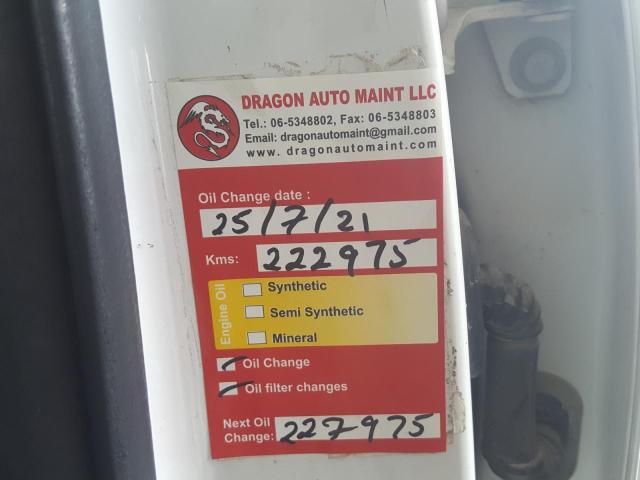 DRAGON AUTO MAINT LLC
Tel.: 06-5348802, Fax: 06-5348803
Email: dragonautomaint@gmail.com
www. dragonautomaint.com
Oil Change date :
25/7/21
Kms: 222975
Engine Oil
Synthetic
Semi Synthetic
Mineral
Oil Change
Oil filter changes
Next Oil
Change: 227975